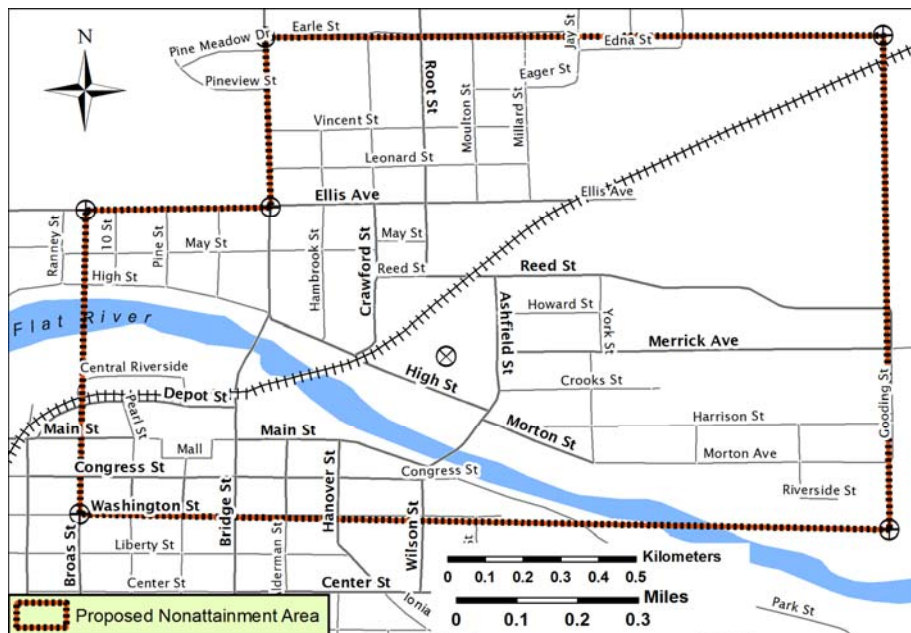 N
Pine Meadow Dr
Earle St
Jay St
Edna St
Pineview St
Root St
Eager St
Moulton St
Millard St
Vincent St
Leonard St
Ellis Ave
Ellis Ave
Ranney St
10 St
Pine St
May St
May St
Hambrook St
Crawford St
Reed St
Reed St
High St
Flat River
Howard St
Ashfield St
York St
Merrick Ave
Central Riverside
Depot St
High St
Crooks St
Gooding St
Pearl St
Main St
Mall
Main St
Morton St
Harrison St
Congress St
Congress St
Morton Ave
Riverside St
Washington St
Bridge St
Hanover St
Wilson St
Broas St
Liberty St
Alderman St
St
Center St
Center St
Ionia
Kilometers
0 0.1 0.2 0.3 0.4 0.5
Miles
0 0.1 0.2 0.3
Park St
Proposed Nonattainment Area